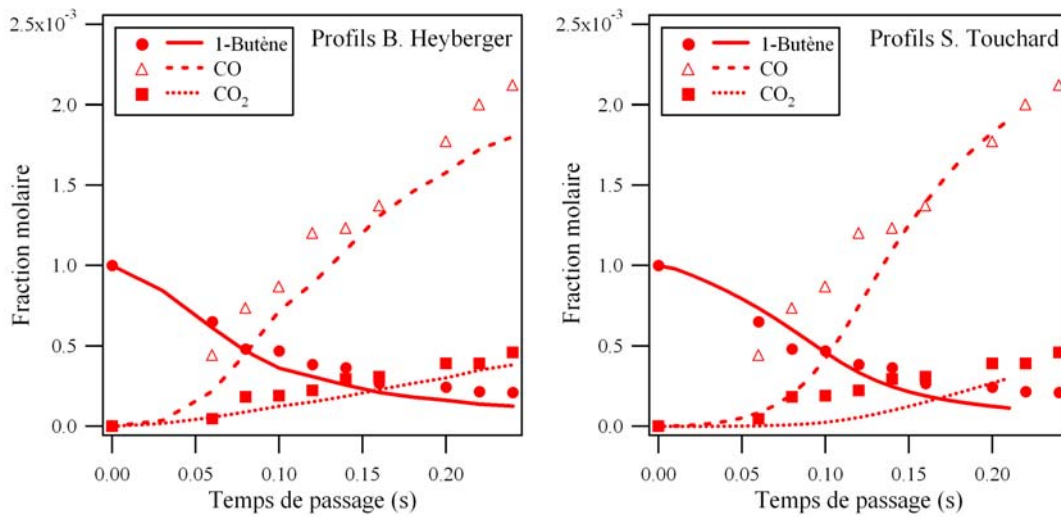 2.5x10⁻³
Profils B. Heyberger
1-Butène
CO
CO₂
2.0
1.5
1.0
0.5
0.0
Fraction molaire
0.00 0.05 0.10 0.15 0.20
Temps de passage (s)
2.5x10⁻³
Profils S. Touchard
1-Butène
CO
CO₂
2.0
1.5
1.0
0.5
0.0
Fraction molaire
0.00 0.05 0.10 0.15 0.20
Temps de passage (s)